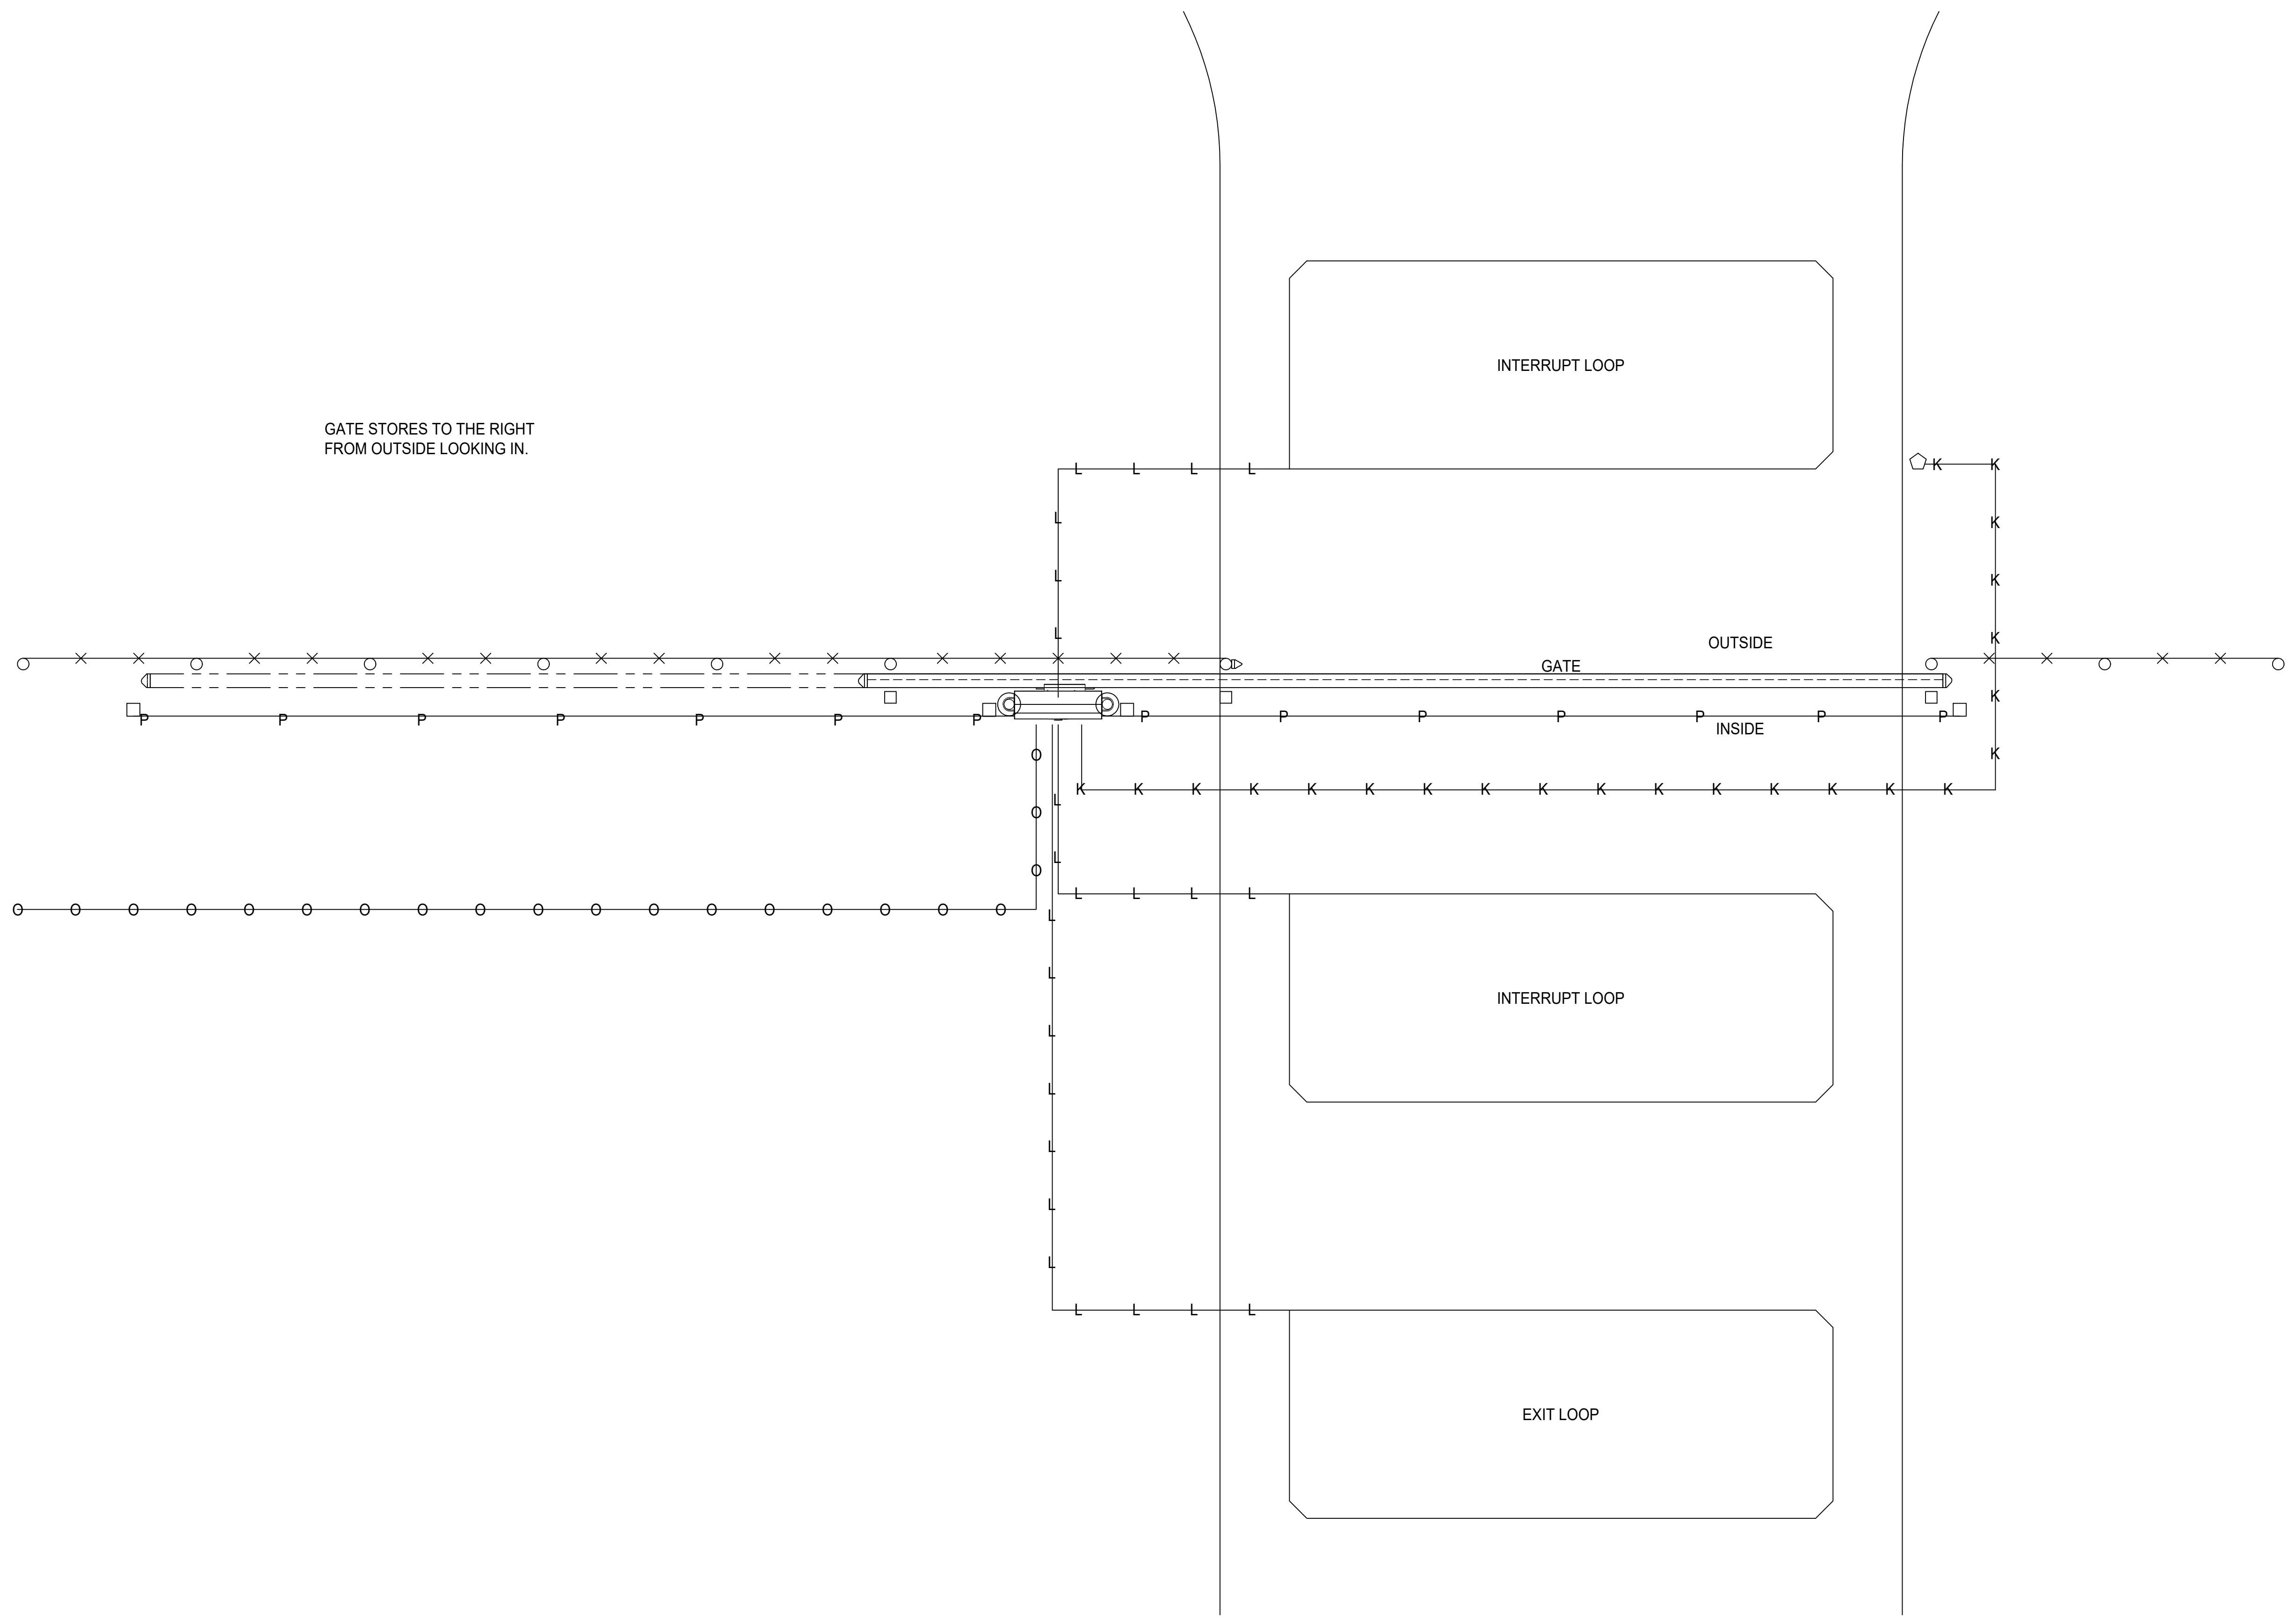 INTERRUPT LOOP
GATE STORES TO THE RIGHT
FROM OUTSIDE LOOKING IN.
L L L L
K K
L
K
L
K
L
K
OUTSIDE
GATE
K
P P P P P P P P P P P P P P
INSIDE
O
K
K K K K K K K K K K K K K K K K
L
O
L
O
L L L L
O O O O O O O O O O O O O O O O O O
L
L
INTERRUPT LOOP
L
L
L
L
L
L L L L
EXIT LOOP